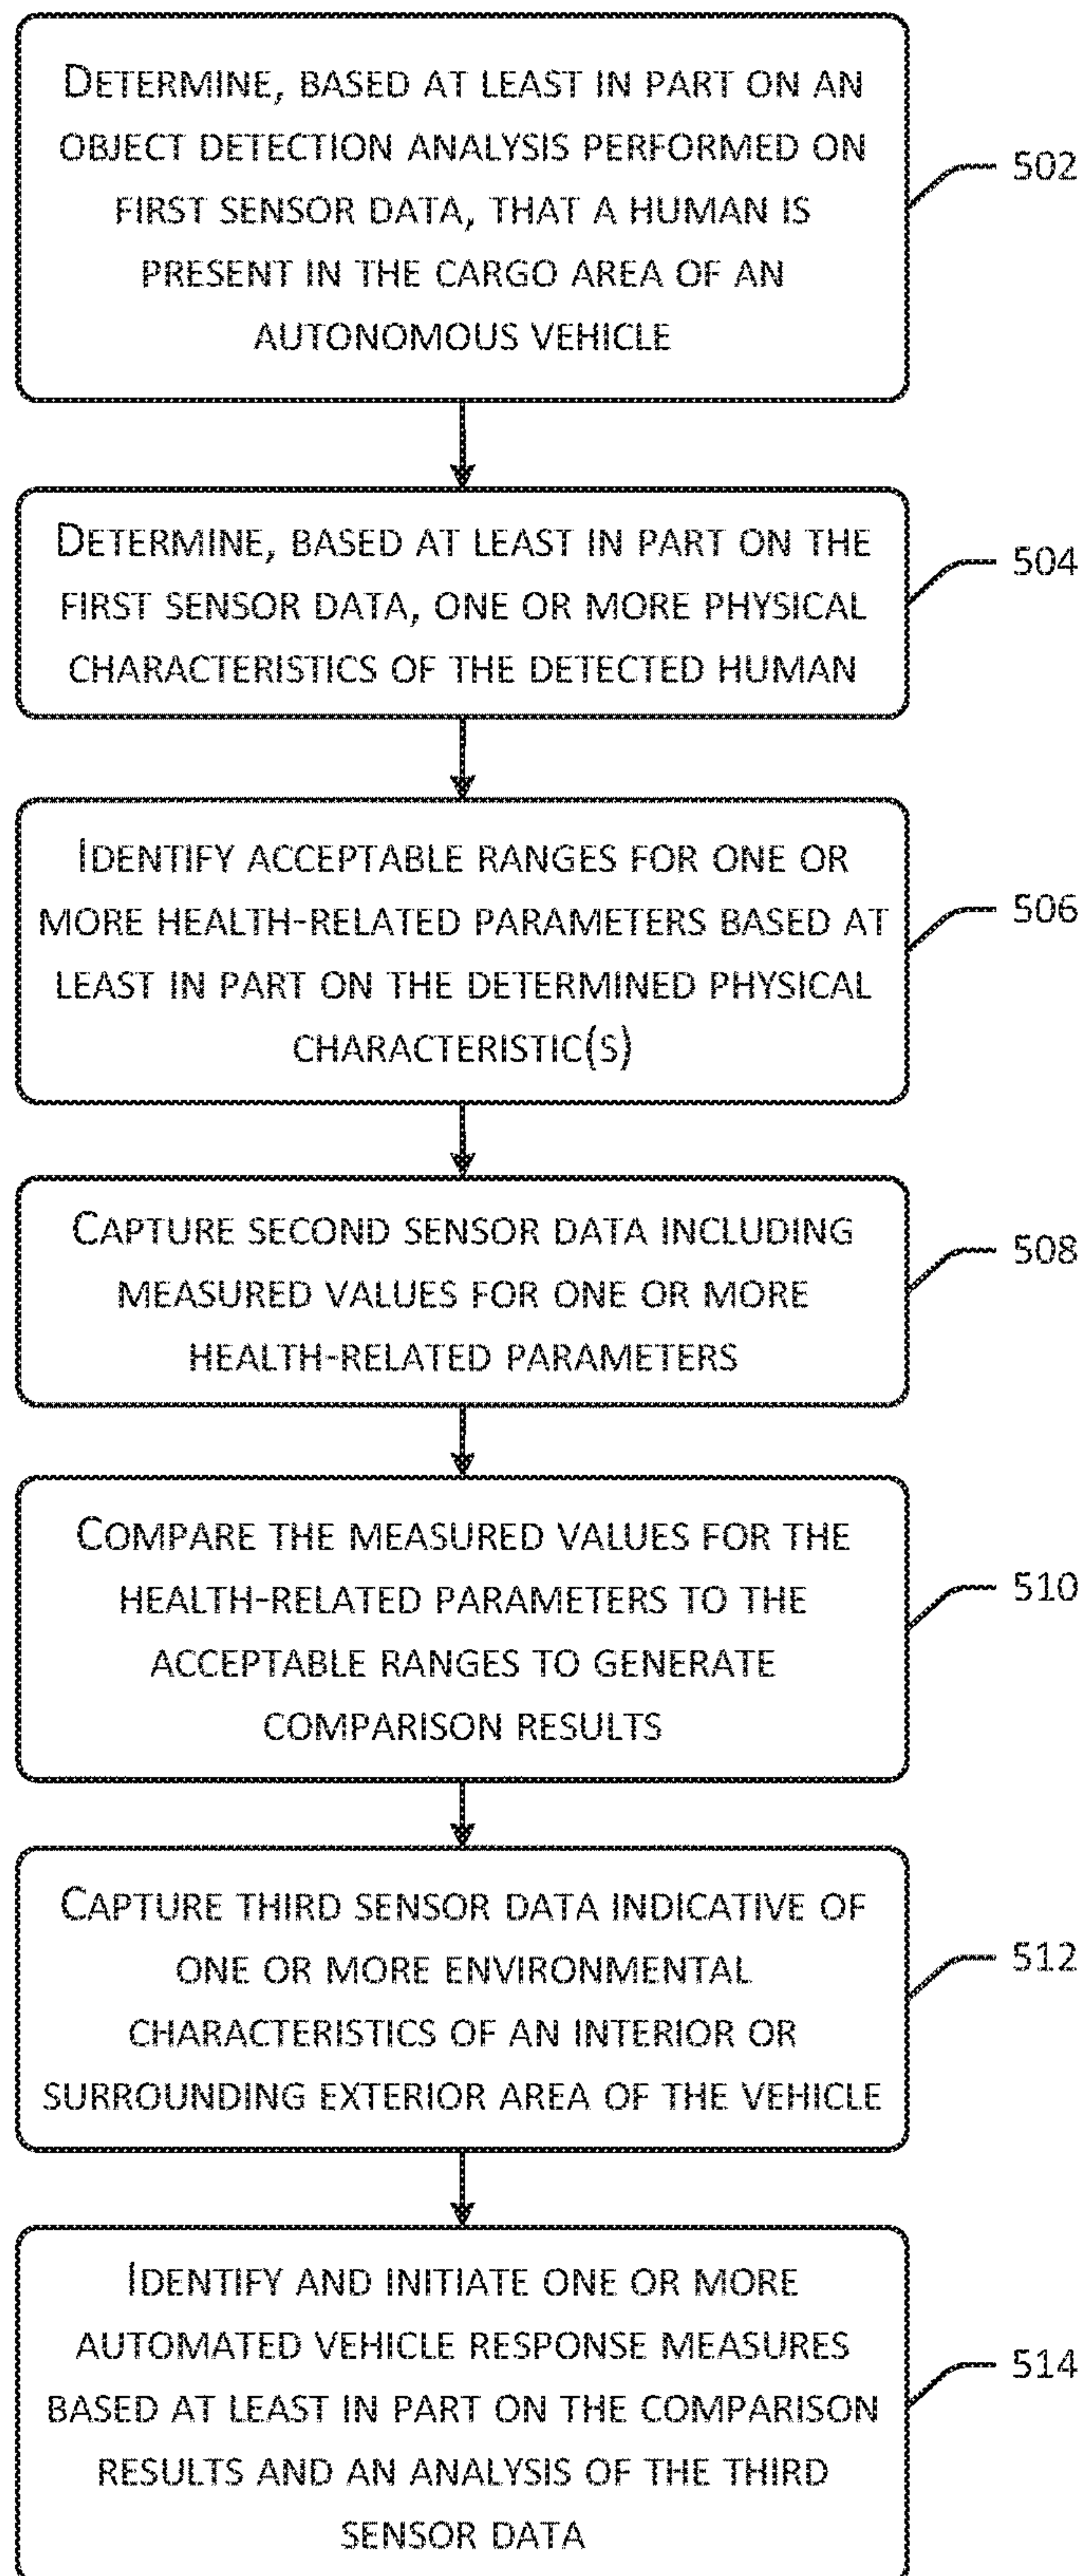 DETERMINE, BASED AT LEAST IN PART ON AN
OBJECT DETECTION ANALYSIS PERFORMED ON
FIRST SENSOR DATA, THAT A HUMAN IS
PRESENT IN THE CARGO AREA OF AN
AUTONOMOUS VEHICLE
502
DETERMINE, BASED AT LEAST IN PART ON THE
FIRST SENSOR DATA, ONE OR MORE PHYSICAL
CHARACTERISTICS OF THE DETECTED HUMAN
504
IDENTIFY ACCEPTABLE RANGES FOR ONE OR
MORE HEALTH-RELATED PARAMETERS BASED AT
LEAST IN PART ON THE DETERMINED PHYSICAL
CHARACTERISTIC(S)
506
CAPTURE SECOND SENSOR DATA INCLUDING
MEASURED VALUES FOR ONE OR MORE
HEALTH-RELATED PARAMETERS
508
COMPARE THE MEASURED VALUES FOR THE
HEALTH-RELATED PARAMETERS TO THE
ACCEPTABLE RANGES TO GENERATE
COMPARISON RESULTS
510
CAPTURE THIRD SENSOR DATA INDICATIVE OF
ONE OR MORE ENVIRONMENTAL
CHARACTERISTICS OF AN INTERIOR OR
SURROUNDING EXTERIOR AREA OF THE VEHICLE
512
IDENTIFY AND INITIATE ONE OR MORE
AUTOMATED VEHICLE RESPONSE MEASURES
BASED AT LEAST IN PART ON THE COMPARISON
RESULTS AND AN ANALYSIS OF THE THIRD
SENSOR DATA
514